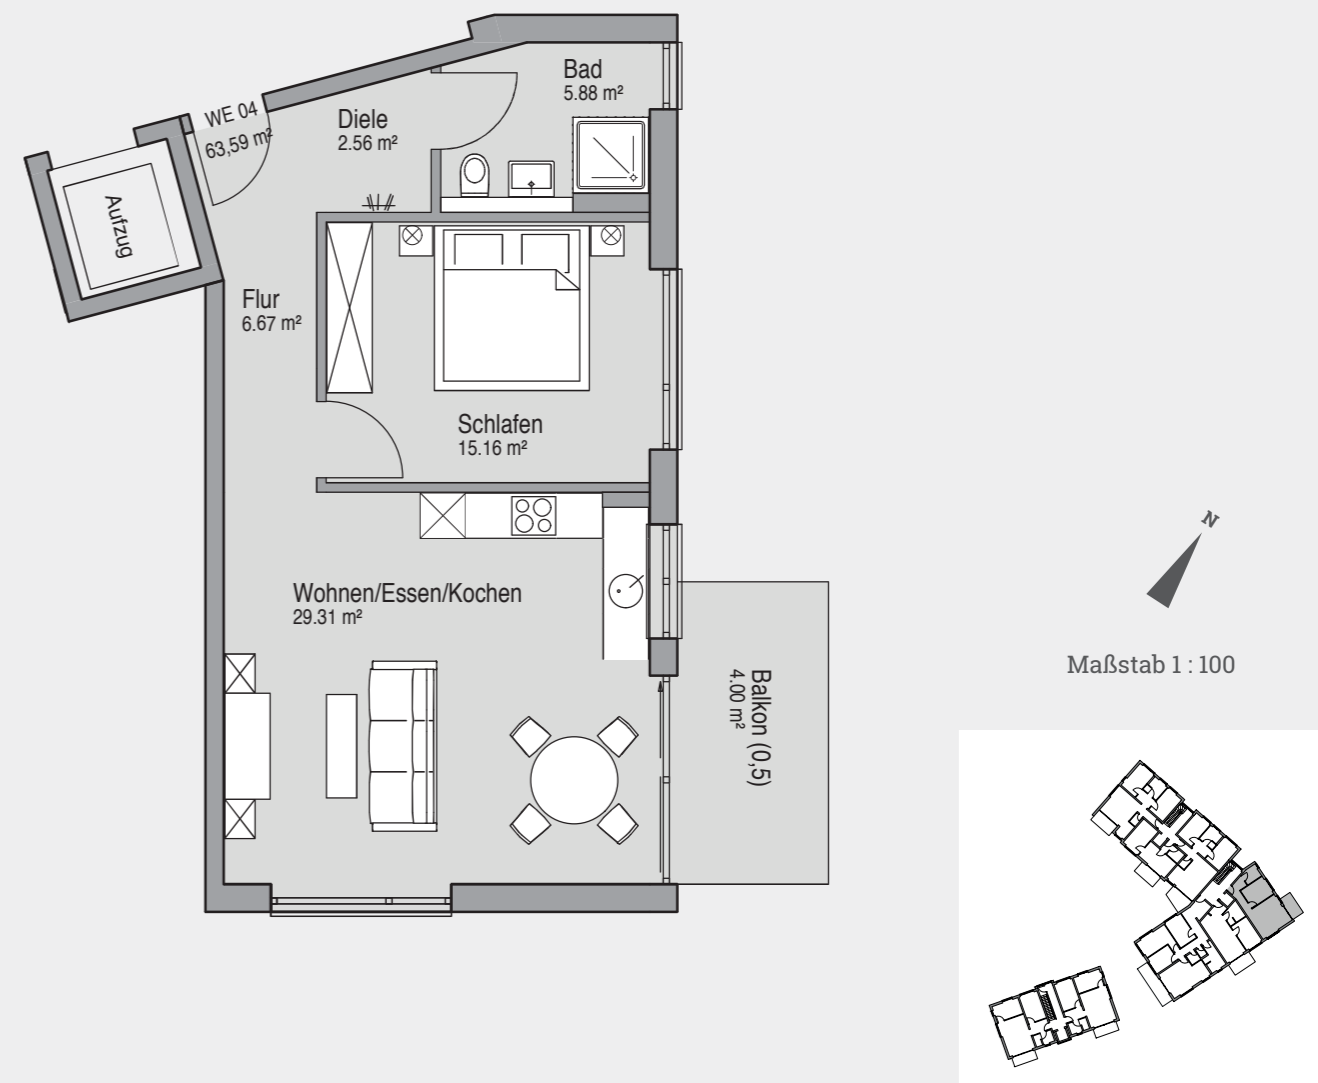 Bad
5.88 m²
WE 04
63,59 m²
Diele
2.56 m²
Aufzug
Flur
6.67 m²
Schlafen
15.16 m²
N
Wohnen/Essen/Kochen
29.31 m²
Maßstab 1 : 100
Balkon (0,5)
4.00 m²